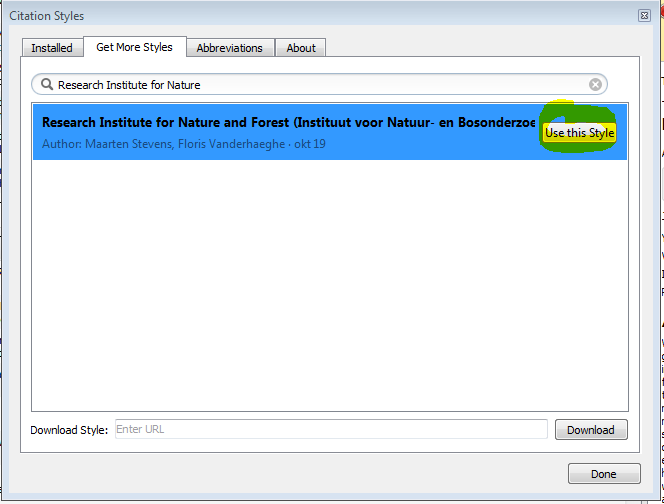 Citation Styles
Installed
Get More Styles
Abbreviations
About
Research Institute for Nature
Research Institute for Nature and Forest (Instituut voor Natuur- en Bosonderzoe
Use this Style
Author: Maarten Stevens, Floris Vanderhaeghe · okt 19
Download Style:
Enter URL
Download
Done